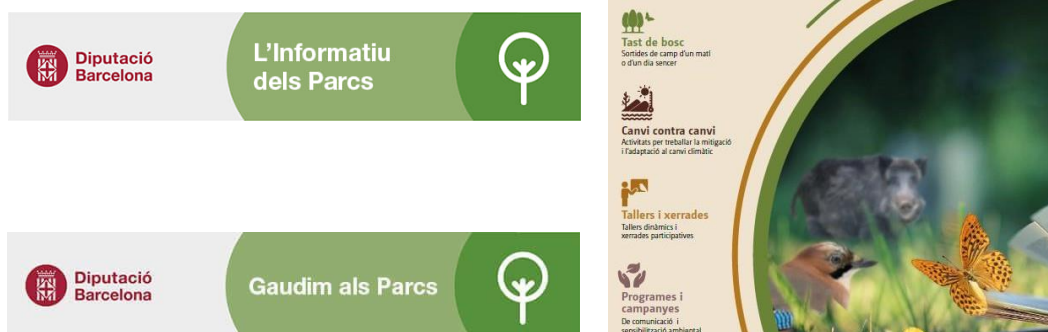 Diputació
Barcelona
L'Informatiu
dels Parcs
Diputació
Barcelona
Gaudim als Parcs
Tast de bosc
Sortides de camp d'un matí
o d'un dia sencer
Canvi contra canvi
Activitats per treballar la mitigació
i l'adaptació al canvi climàtic
Tallers i xerrades
Tallers dinàmics i
xerrades participatives
Programes i
campanyes
De comunicació i
sensibilització ambiental